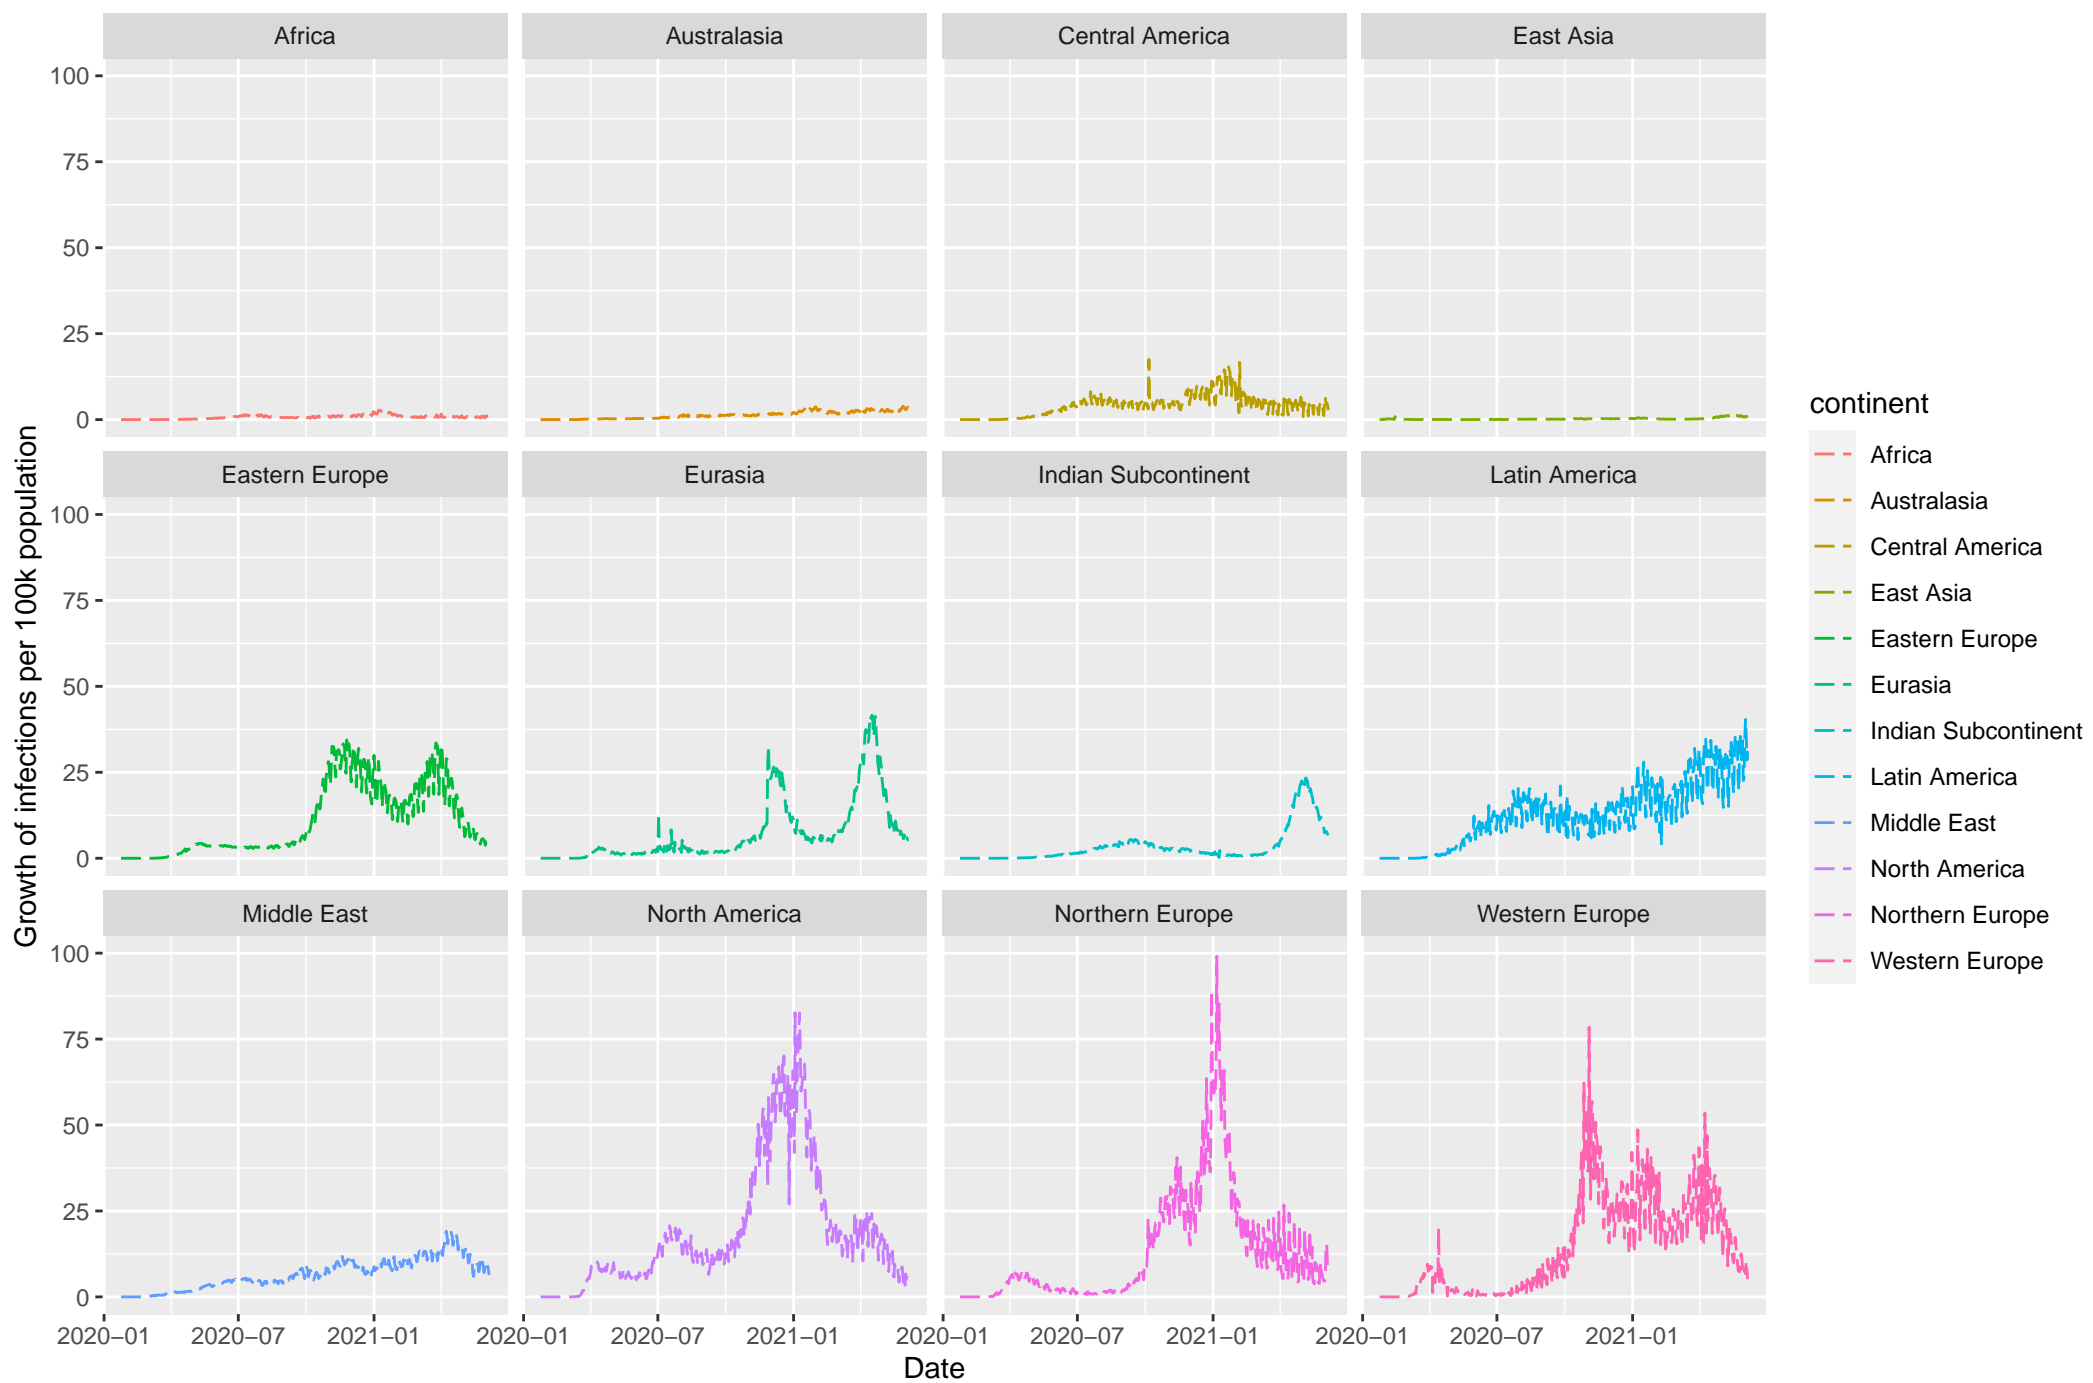 Africa
Australasia
Central America
East Asia
100
75
50
25
0
Eastern Europe
Eurasia
Indian Subcontinent
Latin America
100
75
50
25
0
Middle East
North America
Northern Europe
Western Europe
100
75
50
25
0
2020–01
2020–07
2021–01
2020–01
2020–07
2021–01
2020–01
2020–07
2021–01
2020–01
2020–07
2021–01
Date
Growth of infections per 100k population
continent
Africa
Australasia
Central America
East Asia
Eastern Europe
Eurasia
Indian Subcontinent
Latin America
Middle East
North America
Northern Europe
Western Europe